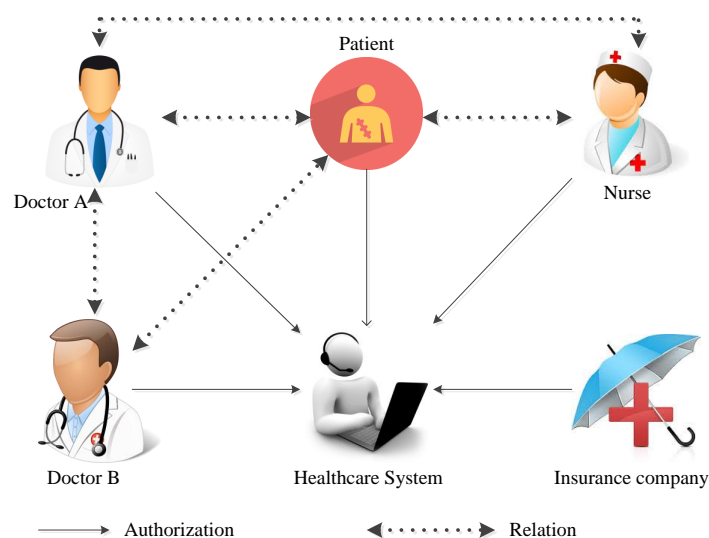 Patient
Doctor A
Nurse
Doctor B
Healthcare System
Insurance company
Authorization
Relation